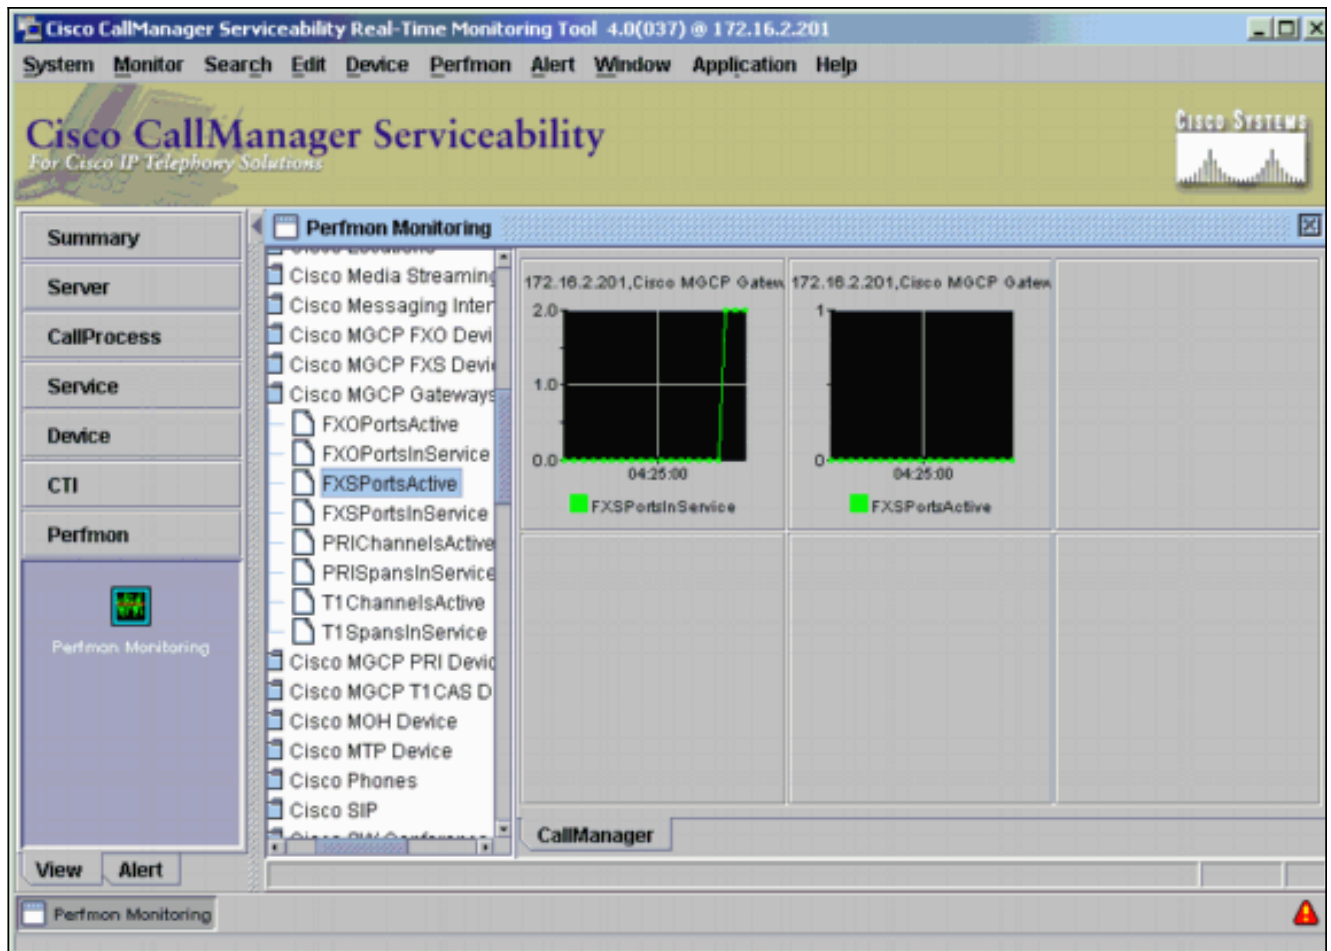 Cisco CallManager Serviceability Real-Time Monitoring Tool 4.0(037) @ 172.16.2.201
System Monitor Search Edit Device Perfmon Alert Window Application Help
Cisco CallManager Serviceability
For Cisco IP Telephony Solutions
CISCO SYSTEMS
Summary
Server
CallProcess
Service
Device
CTI
Perfmon
Perfmon Monitoring
View
Alert
Perfmon Monitoring
Cisco Media Streaming
Cisco Messaging Inter
Cisco MGCP FXO Devi
Cisco MGCP FXS Devi
Cisco MGCP Gateways
FXOPortsActive
FXOPortsInService
FXSPortsActive
FXSPortsInService
PRIChannelsActive
PRISpansInService
T1ChannelsActive
T1SpansInService
Cisco MGCP PRI Devic
Cisco MGCP T1CAS D
Cisco MOH Device
Cisco MTP Device
Cisco Phones
Cisco SIP
172.16.2.201,Cisco MGCP Gatew
2.0
1.0
0.0
04:25:00
FXSPortsInService
172.16.2.201,Cisco MGCP Gatew
1
0
04:25:00
FXSPortsActive
CallManager
Perfmon Monitoring